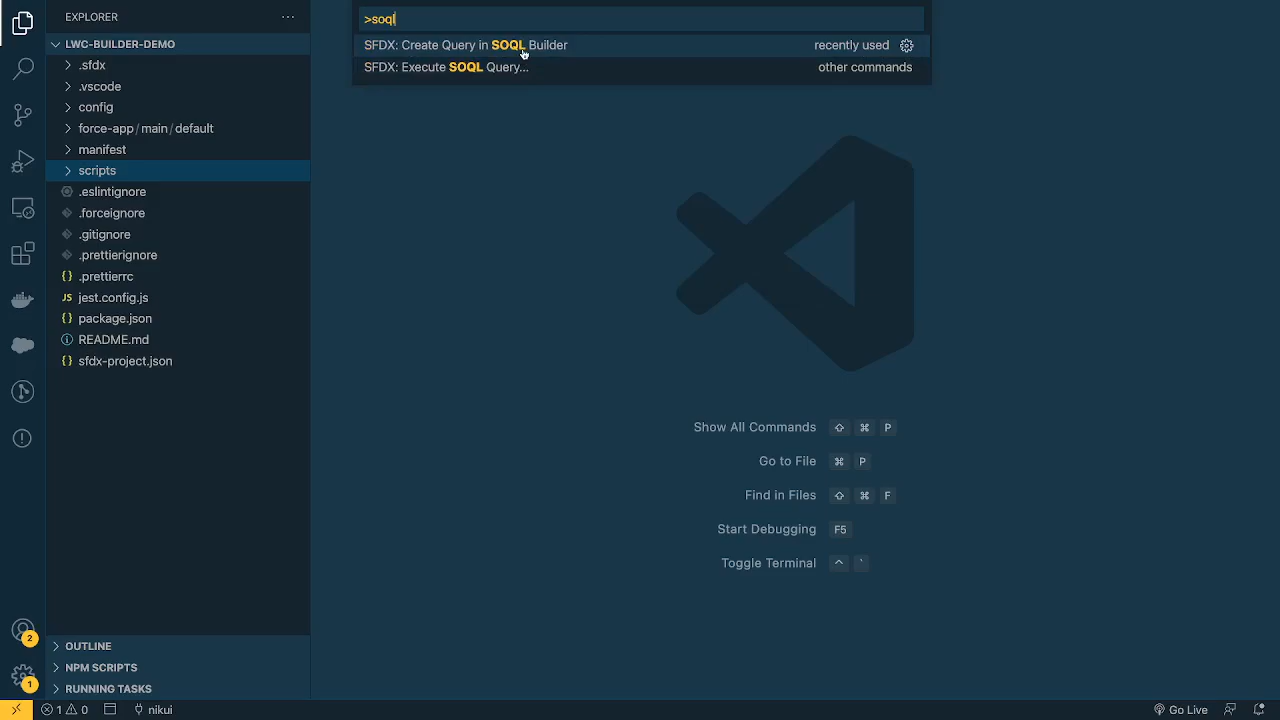 EXPLORER
>soql
LWC-BUILDER-DEMO
SFDX: Create Query in SOQL Builder
recently used
SFDX: Execute SOQL Query...
other commands
.sfdx
.vscode
config
force-app/main/default
manifest
scripts
.eslintignore
.forceignore
.gitignore
.prettierignore
{} .prettierrc
JS jest.config.js
{} package.json
README.md
{} sfdx-project.json
Show All Commands ⇧ ⌘ P
Go to File ⌘ P
Find in Files ⇧ ⌘ F
Start Debugging F5
Toggle Terminal ^ `
2
1
OUTLINE
NPM SCRIPTS
RUNNING TASKS
1 0 nikui
Go Live